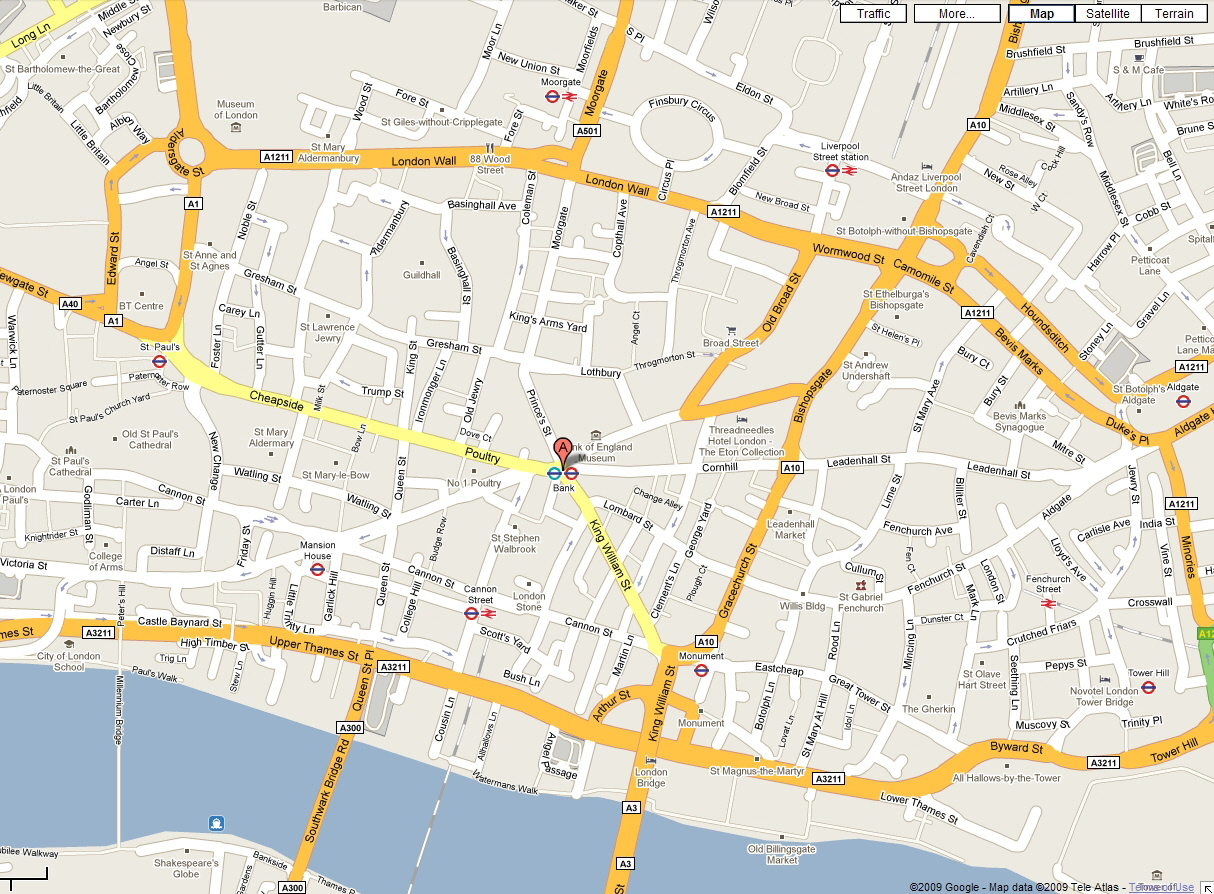 Traffic
More...
Map
Satellite
Terrain
Barbican
Middle St
Newbury St
Long Ln
St Bartholomew-the-Great
Bartholomew Close
Little Britain
Little Britain
Albion Way
Museum
of London
Aldersgate St
Wood St
Fore St
St Giles-without-Cripplegate
St Mary
Aldermanbury
Moor Ln
New Union St
Moorfields
Moorgate
Moorgate
Fore St
A501
A1211
London Wall
88 Wood
Street
London Wall
Finsbury Circus
Eldon St
Circus Pl
Blomfield St
Liverpool
Street station
A10
Brushfield St
Brushfield St
S & M Cafe
Artillery Ln
Artillery Ln
Middlesex St
Sandy's Row
White's Ro
Brune S
Bell Ln
Cock Hill
Rose Alley
New St
W Ct
Middlesex St
Cobb St
Andaz Liverpool
Street London
A1211
New Broad St
St Botolph-without-Bishopsgate
Cavendish Ct
Harrow Pl
Petticoat
Lane
Spital
A1
Noble St
Aldermanbury
Basinghall Ave
Basinghall St
Coleman St
Moorgate
Copthall Ave
Throgmorton Ave
Wormwood St
Camomile St
Edward St
St Anne and
St Agnes
Angel St
Gresham St
Guildhall
Old Broad St
St Ethelburga's
Bishopsgate
A1211
Houndsditch
Bevis Marks
Gravel Ln
Stoney Ln
ewgate St
A40
A1
BT Centre
Carey Ln
Foster Ln
Gutter Ln
St Lawrence
Jewry
King's Arms Yard
Angel Ct
Broad Street
St Helen's Pl
Bury Ct
St Andrew
Undershaft
St Mary Axe
Bury St
Bevis Marks
Synagogue
Duke's Pl
St Botolph's
Aldgate
Aldgate
A1211
Warwick Ln
St. Paul's
Paternoster Square
St Paul's Church Yard
Gresham St
King St
Ironmonger Ln
Old Jewry
Milk St
Trump St
Lothbury
Throgmorton St
Prince's St
Bishopsgate
Cheapside
Bow Ln
Dove Ct
Poultry
A
Museum
Bank
Threadneedles
Hotel London -
The Eton Collection
Cornhill
A10
Leadenhall St
Leadenhall St
Mitre St
Old St Paul's
Cathedral
St Paul's
Cathedral
New Change
St Mary
Aldermary
St Mary-le-Bow
Queen St
No 1 Poultry
Watling St
Watling St
Cannon St
Carter Ln
Godliman St
Knightrider St
College
of Arms
Distaff Ln
Friday St
Mansion
House
Budge Row
St Stephen
Walbrook
King William St
Change Alley
Lombard St
George Yard
Clement's Ln
Plough Ct
Gracechurch St
Leadenhall
Market
Lime St
Billiter St
Fenchurch Ave
Aldgate
Jewry St
A1211
Minories
India St
Carlisle Ave
Vine St
Lloyd's Ave
Fen Ct
Cullum St
Fenchurch St
St Gabriel
Fenchurch
Willis Bldg
Mark Ln
London St
Fenchurch
Street
Crosswall
Victoria St
Peter's Hill
Huggin Hill
Little Trinity Ln
Garlick Hill
Queen St
College Hill
Cannon St
Cannon
Street
London
Stone
Cannon St
Scott's Yard
Bush Ln
Martin Ln
Arthur St
A10
Monument
Eastcheap
Rood Ln
Mincing Ln
Dunster Ct
Crutched Friars
St Olave
Hart Street
Seething Ln
Pepys St
Novotel London
Tower Bridge
Tower Hill
A3211
Castle Baynard St
City of London
School
High Timber St
Trig Ln
Stew Ln
Paul's Walk
Upper Thames St
Queen St Pl
A3211
A300
Millennium Bridge
Southwark Bridge Rd
Cousin Ln
Allhallows Ln
Angel Passage
Watermans Walk
King William St
Monument
Botolph Ln
Lovat Ln
St Mary At Hill
Idol Ln
Great Tower St
The Gherkin
Muscovy St
Trinity Pl
Byward St
A3211
Tower Hill
London
Bridge
St Magnus-the-Martyr
A3211
All Hallows-by-the-Tower
Lower Thames St
A3
A3
Old Billingsgate
Market
Shakespeare's
Globe
Bankside
A300
©2009 Google - Map data ©2009 Tele Atlas - Terms of Use